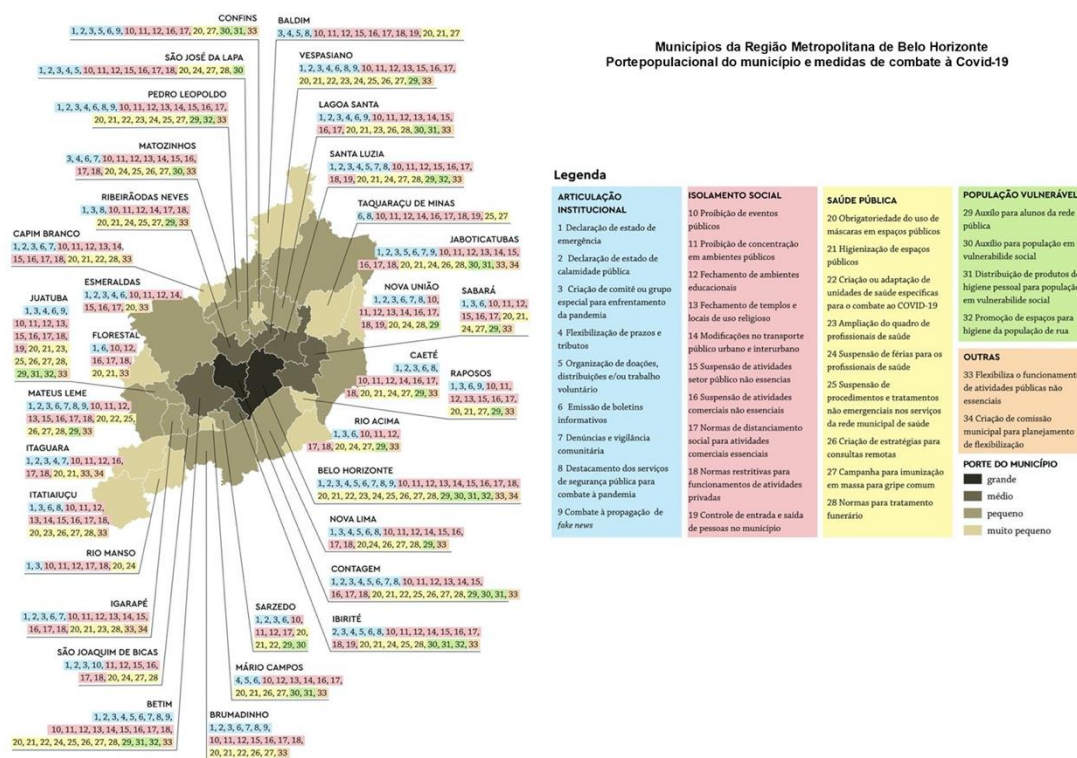 Municípios da Região Metropolitana de Belo Horizonte
Portepopulacional do município e medidas de combate à Covid-19
CONFINS
1, 2, 3, 5, 6, 9, 10, 11, 12, 16, 17, 20, 27, 30, 31, 33
BALDIM
3, 4, 5, 8, 10, 11, 12, 15, 16, 17, 18, 19, 20, 21, 27
SÃO JOSÉ DA LAPA
1, 2, 3, 4, 5, 10, 11, 12, 15, 16, 17, 18, 20, 24, 27, 28, 30
VESPASIANO
1, 2, 3, 4, 6, 8, 9, 10, 11, 12, 13, 15, 16, 17,
20, 21, 22, 23, 24, 25, 26, 27, 29, 33
PEDRO LEOPOLDO
1, 2, 3, 4, 6, 8, 9, 10, 11, 12, 13, 14, 15, 16, 17,
20, 21, 22, 23, 24, 25, 27, 29, 32, 33
LAGOA SANTA
1, 2, 3, 4, 6, 9, 10, 11, 12, 13, 14, 15,
16, 17, 20, 21, 23, 26, 28, 30, 31, 33
MATOZINHOS
3, 4, 6, 7, 10, 11, 12, 13, 14, 15, 16,
17, 18, 20, 24, 25, 26, 27, 30, 33
SANTA LUZIA
1, 2, 3, 4, 5, 7, 8, 10, 11, 12, 15, 16, 17,
18, 19, 20, 21, 24, 27, 28, 29, 32, 33
RIBEIRÃODAS NEVES
1, 3, 8, 10, 11, 12, 14, 17, 18,
20, 21, 24, 25, 27, 29, 33
TAQUARAÇU DE MINAS
6, 8, 10, 11, 12, 14, 16, 17, 18, 19, 25, 27
CAPIM BRANCO
1, 2, 3, 6, 7, 10, 11, 12, 13, 14,
15, 16, 17, 18, 20, 21, 22, 28, 33
JABOTICATUBAS
1, 2, 3, 5, 6, 7, 9, 10, 11, 12, 13, 14, 15,
16, 17, 18, 20, 21, 24, 26, 28, 30, 31, 33, 34
ESMERALDAS
1, 2, 3, 4, 6, 10, 11, 12, 14,
15, 16, 17, 20, 33
NOVA UNIÃO
1, 2, 3, 6, 7, 8, 10,
11, 12, 13, 14, 16, 17,
18, 19, 20, 24, 28, 29
SABARÁ
1, 3, 6, 10, 11, 12,
15, 16, 17, 20, 21,
24, 27, 29, 33
JUATUBA
1, 3, 4, 6, 9,
10, 11, 12, 13,
15, 16, 17, 18,
19, 20, 21, 23,
25, 26, 27, 28,
29, 31, 32, 33
FLORESTAL
1, 6, 10, 12,
16, 17, 18,
20, 21, 33
CAETÉ
1, 2, 3, 6, 8,
10, 11, 12, 14, 16, 17,
18, 20, 21, 24, 27, 29, 33
RAPOSOS
1, 3, 6, 9, 10, 11,
12, 13, 15, 16, 17,
20, 21, 27, 29, 33
MATEUS LEME
1, 2, 3, 6, 7, 8, 9, 10, 11, 12,
13, 15, 16, 17, 18, 20, 22, 25,
26, 27, 28, 29, 33
RIO ACIMA
1, 3, 6, 10, 11, 12,
17, 18, 20, 24, 27, 29, 33
ITAGUARA
1, 2, 3, 4, 7, 10, 11, 12, 16,
17, 18, 20, 21, 33, 34
BELO HORIZONTE
1, 2, 3, 4, 5, 6, 7, 8, 9, 10, 11, 12, 13, 14, 15, 16, 17, 18,
20, 21, 22, 23, 24, 25, 26, 27, 28, 29, 30, 31, 32, 33, 34
ITATIAIUÇU
1, 3, 6, 8, 10, 11, 12,
13, 14, 15, 16, 17, 18,
20, 23, 26, 27, 28, 33
NOVA LIMA
1, 3, 4, 5, 6, 8, 10, 11, 12, 14, 15, 16,
17, 18, 20,24, 26, 27, 28, 29, 33
RIO MANSO
1, 3, 10, 11, 12, 17, 18, 20, 24
CONTAGEM
1, 2, 3, 4, 5, 6, 7, 8, 10, 11, 12, 13, 14, 15,
16, 17, 18, 20, 21, 22, 25, 26, 27, 28, 29, 30, 31, 33
IGARAPÉ
1, 2, 3, 6, 7, 10, 11, 12, 13, 14, 15,
16, 17, 18, 20, 21, 23, 28, 33, 34
SARZEDO
1, 2, 3, 6, 10,
11, 12, 17, 20,
21, 22, 29, 30
IBIRITÉ
2, 3, 4, 5, 6, 8, 10, 11, 12, 14, 15, 16, 17,
18, 19, 20, 21, 24, 25, 28, 30, 31, 32, 33
SÃO JOAQUIM DE BICAS
1, 2, 3, 10, 11, 12, 15, 16,
17, 18, 20, 24, 27, 28
MÁRIO CAMPOS
4, 5, 6, 10, 12, 13, 14, 16, 17,
20, 21, 26, 27, 30, 31, 33
BETIM
1, 2, 3, 4, 5, 6, 7, 8, 9,
10, 11, 12, 13, 14, 15, 16, 17, 18,
20, 21, 22, 24, 25, 26, 27, 28, 29, 31, 32, 33
BRUMADINHO
1, 2, 3, 6, 7, 8, 9,
10, 11, 12, 15, 16, 17, 18,
20, 21, 22, 26, 27, 33
Legenda
ARTICULAÇÃO
INSTITUCIONAL
1 Declaração de estado de
emergência
2 Declaração de estado de
calamidade pública
3 Criação de comitê ou grupo
especial para enfrentamento
da pandemia
4 Flexibilização de prazos e
tributos
5 Organização de doações,
distribuições e/ou trabalho
voluntário
6 Emissão de boletins
informativos
7 Denúncias e vigilância
comunitária
8 Destacamento dos serviços
de segurança pública para
combate à pandemia
9 Combate à propagação de
fake news
ISOLAMENTO SOCIAL
10 Proibição de eventos
públicos
11 Proibição de concentração
em ambientes públicos
12 Fechamento de ambientes
educacionais
13 Fechamento de templos e
locais de uso religioso
14 Modificações no transporte
público urbano e interurbano
15 Suspensão de atividades
setor público não essencias
16 Suspensão de atividades
comerciais não essenciais
17 Normas de distanciamento
social para atividades
comerciais essenciais
18 Normas restritivas para
funcionamentos de atividades
privadas
19 Controle de entrada e saída
de pessoas no município
SAÚDE PÚBLICA
20 Obrigatoriedade do uso de
máscaras em espaços públicos
21 Higienização de espaços
públicos
22 Criação ou adaptação de
unidades de saúde específicas
para o combate ao COVID-19
23 Ampliação do quadro de
profissionais de saúde
24 Suspensão de férias para os
profissionais de saúde
25 Suspensão de
procedimentos e tratamentos
não emergenciais nos serviços
da rede municipal de saúde
26 Criação de estratégias para
consultas remotas
27 Campanha para imunização
em massa para gripe comum
28 Normas para tratamento
funerário
POPULAÇÃO VULNERÁVEL
29 Auxílo para alunos da rede
pública
30 Auxílio para população em
vulnerabilide social
31 Distribuição de produtos de
higiene pessoal para população
em vulnerabilide social
32 Promoção de espaços para
higiene da população de rua
OUTRAS
33 Flexibiliza o funcionamento
de atividades públicas não
essenciais
34 Criação de comissão
municipal para planejamento
de flexibilização
PORTE DO MUNICÍPIO
grande
médio
pequeno
muito pequeno